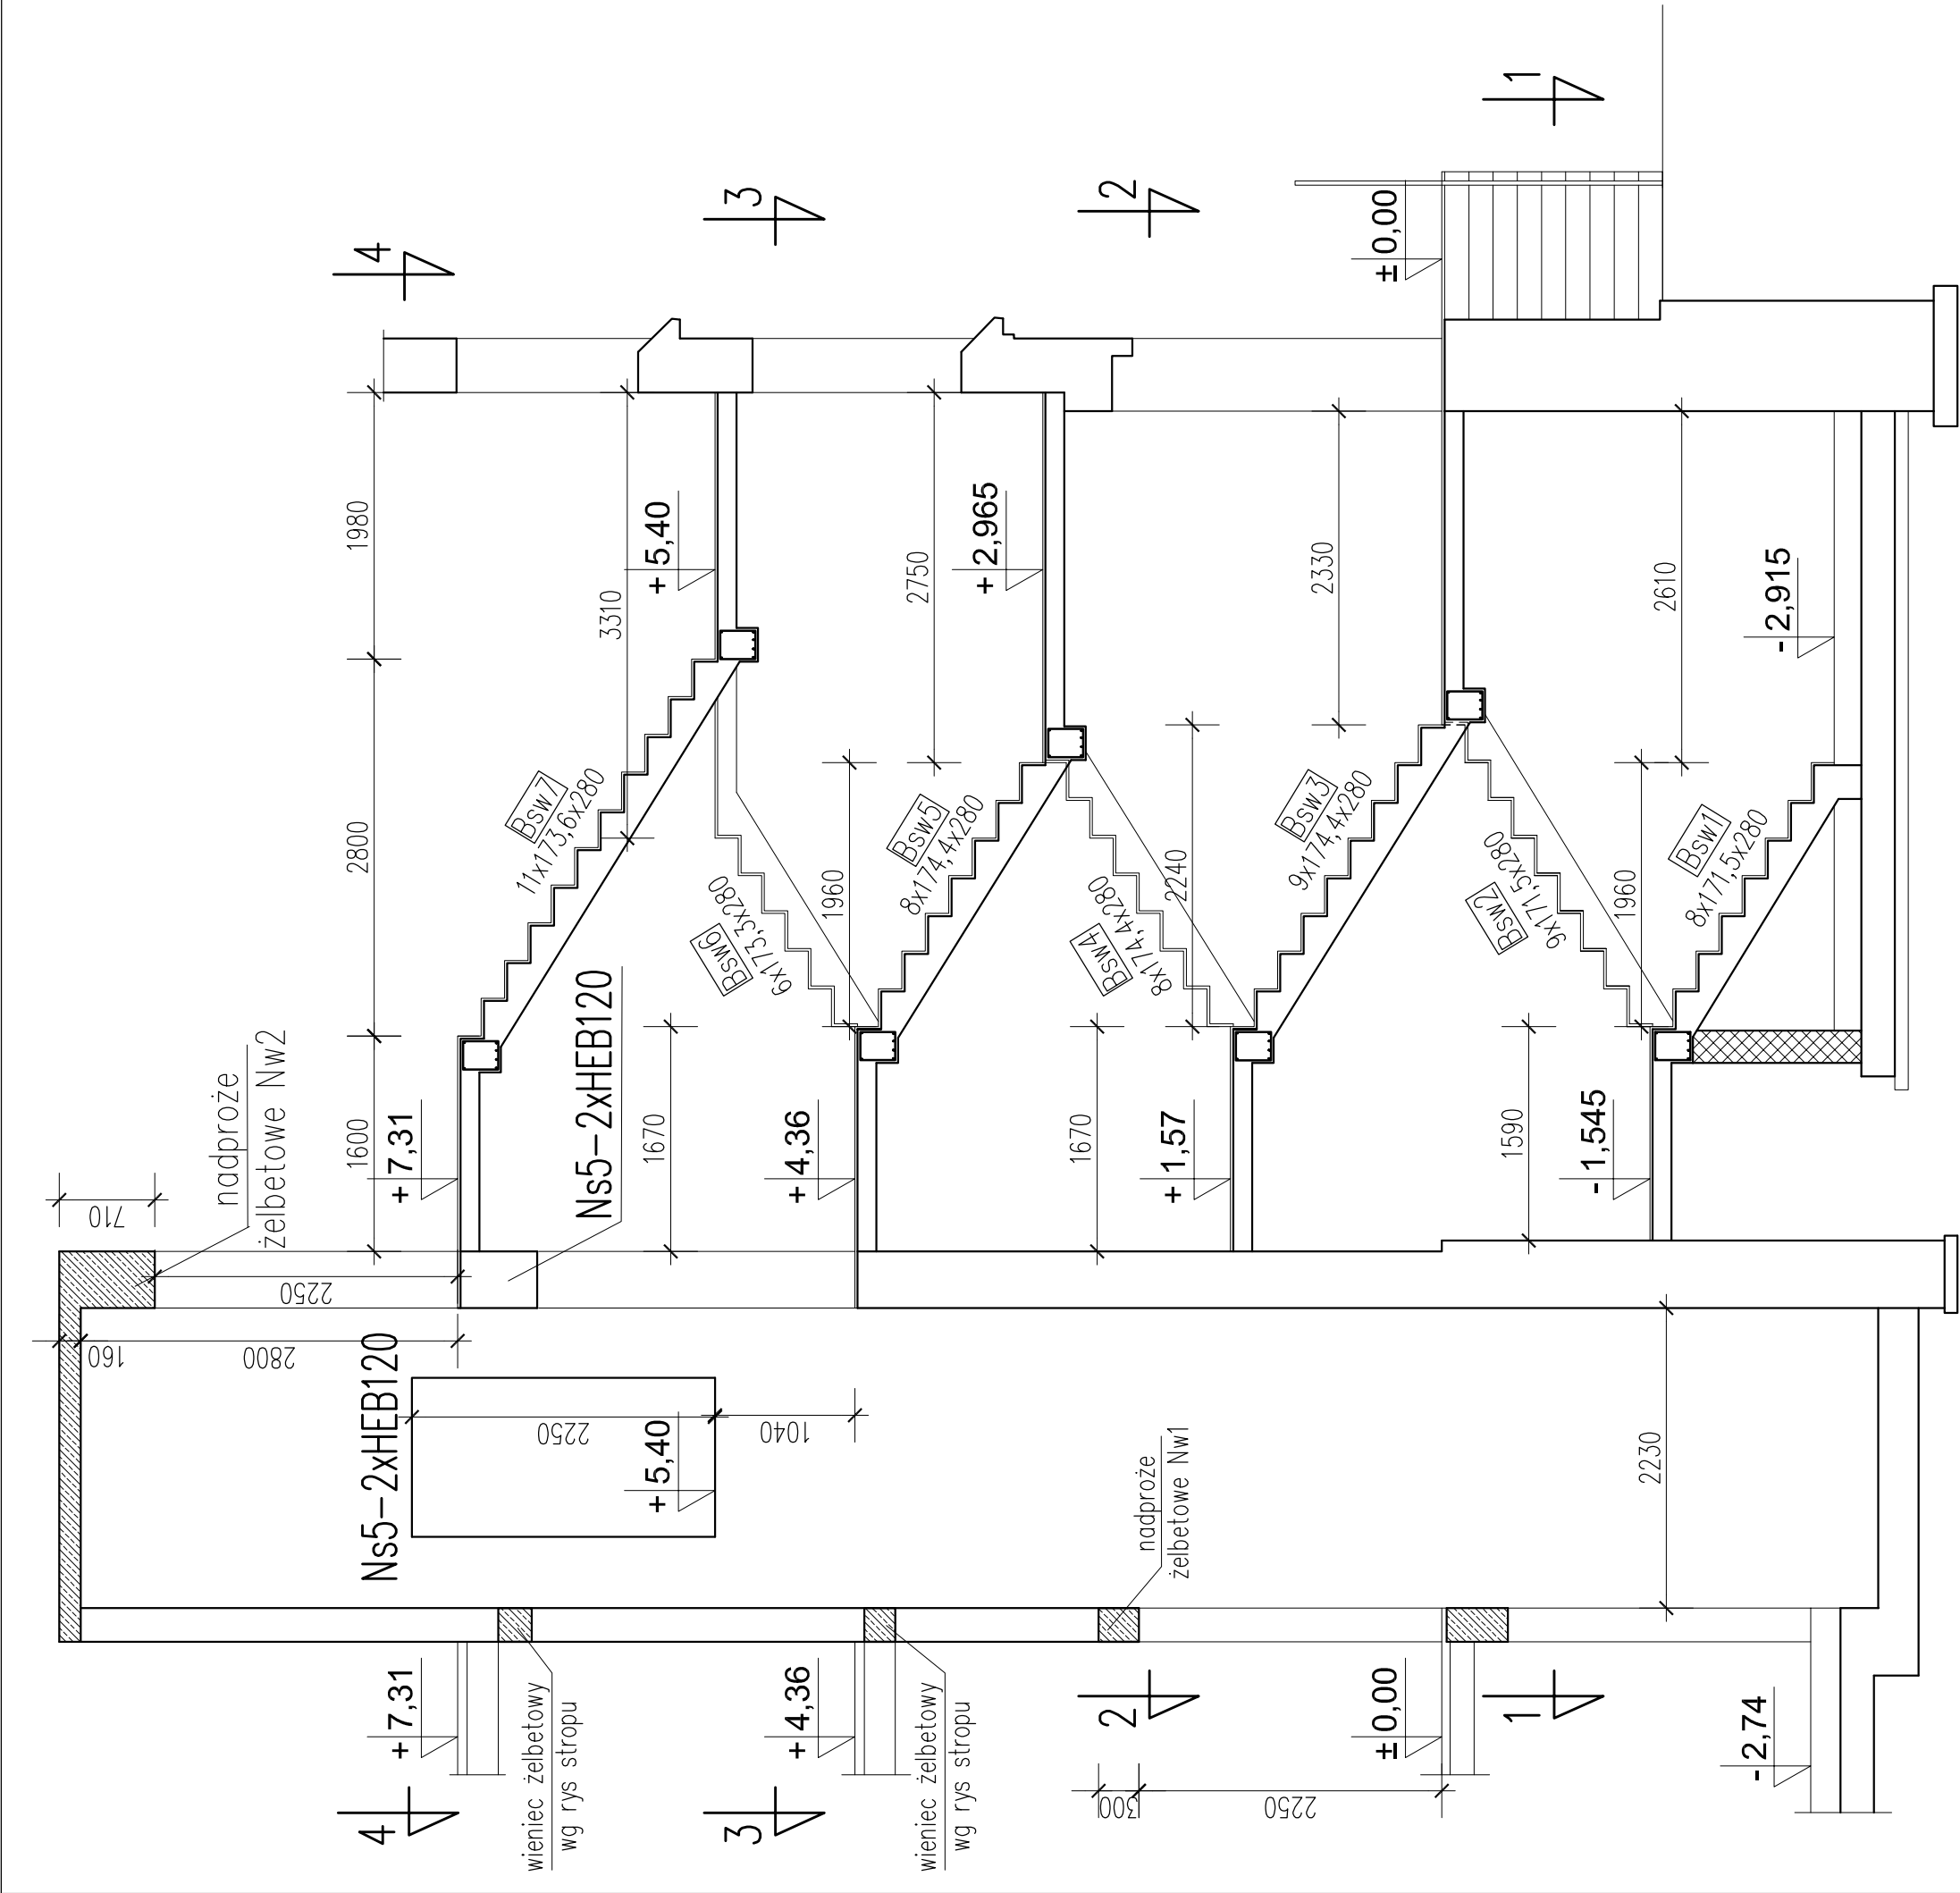 4
3
2
1
1980
2800
1600
3310
+5,40
+2,965
±0,00
-2,915
2750
2330
2610
Bsw7
11x173,6x280
Bsw6
6x173,3x280
1960
Bsw5
8x174,4x280
Bsw4
8x174,4x280
2240
Bsw3
9x174,4x280
Bsw2
9x171,5x280
1960
Bsw1
8x171,5x280
710
nadproże
żelbetowe Nw2
+7,31
Ns5-2xHEB120
1670
+4,36
1670
+1,57
1590
-1,545
2250
160
2800
Ns5-2xHEB120
2250
+5,40
1040
nadproże
żelbetowe Nw1
2230
+7,31
wieniec żelbetowy
wg rys stropu
+4,36
wieniec żelbetowy
wg rys stropu
±0,00
-2,74
300
2250
4
3
2
1